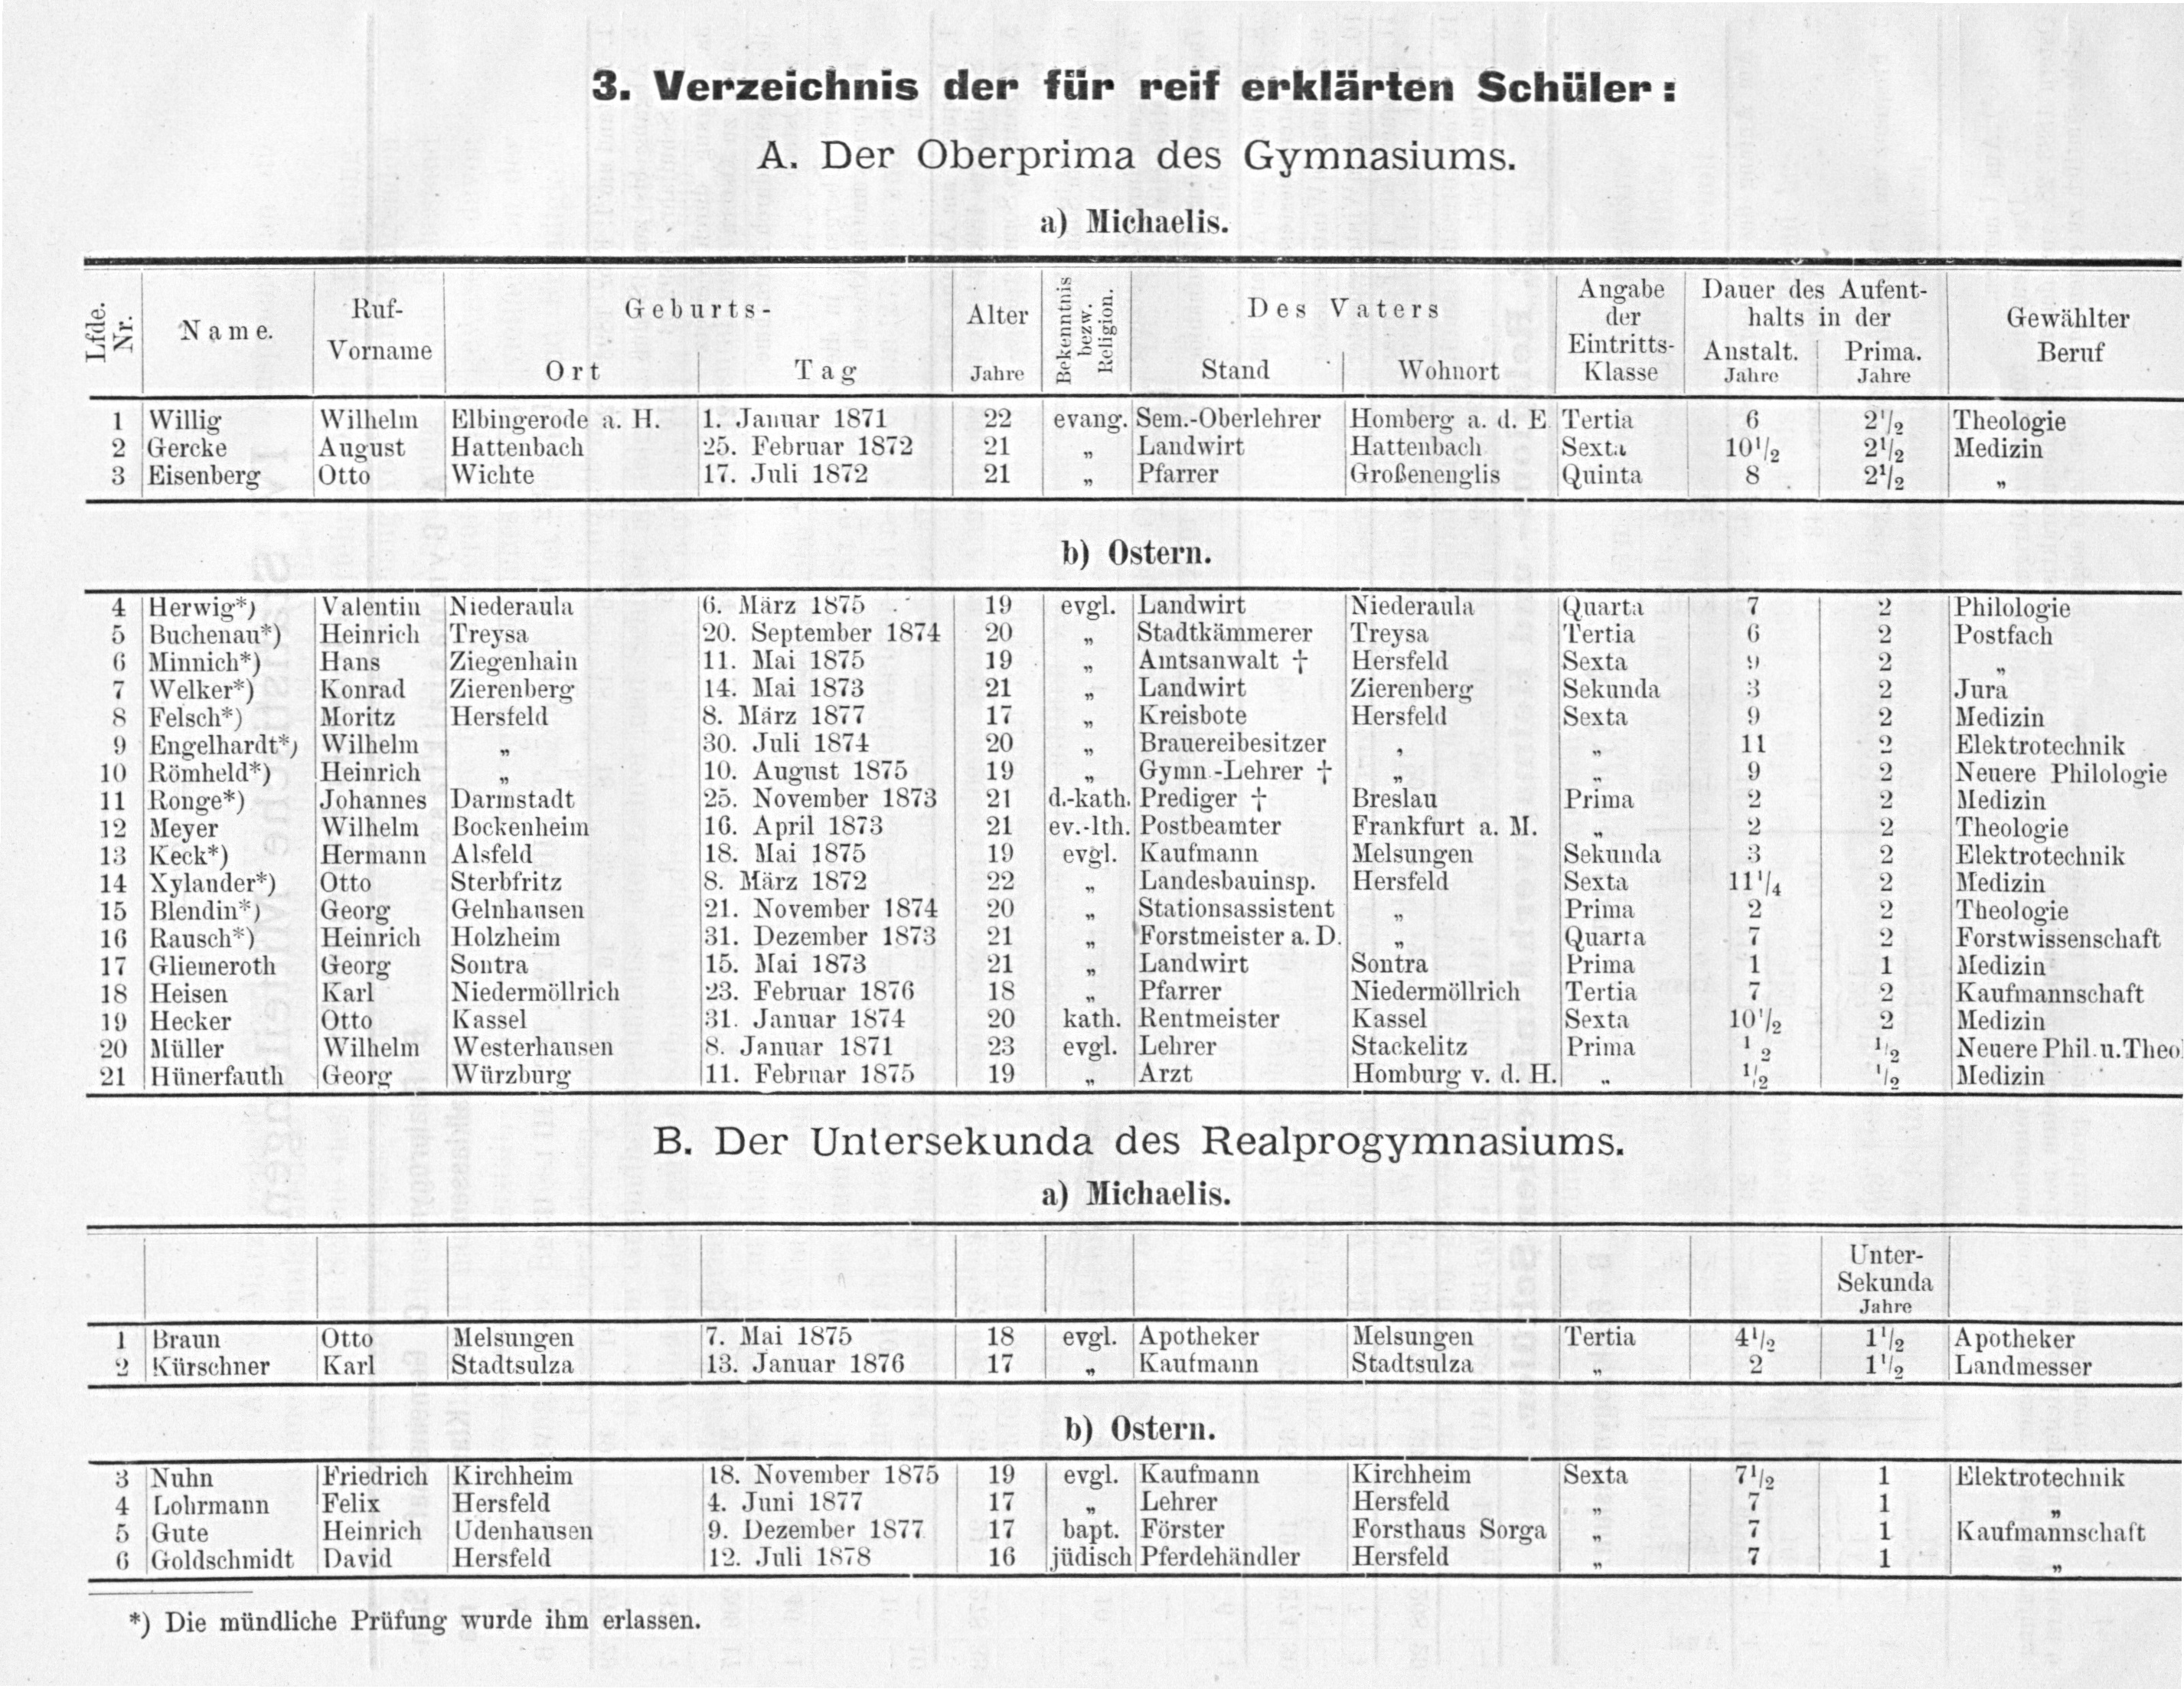 3. Verzeichnis der für reif erklärten Schüler:
A. Der Oberprima des Gymnasiums.
a) Michaelis.
Lfde. Nr. Name. Ruf-Vorname Geburts- Ort Tag Alter Jahre Bekenntnis bezw. Religion. Des Vaters Stand Wohnort Angabe der Eintritts-Klasse Dauer des Aufenthalts in der Anstalt. Jahre Prima. Jahre Gewählter Beruf
1 Willig Wilhelm Elbingerode a. H. 1. Januar 1871 22 evang. Sem.-Oberlehrer Homberg a. d. E Tertia 6 2½ Theologie
2 Gercke August Hattenbach 25. Februar 1872 21 „ Landwirt Hattenbach Sexta 10½ 2½ Medizin
3 Eisenberg Otto Wichte 17. Juli 1872 21 „ Pfarrer Großenenglis Quinta 8 2½ „
b) Ostern.
4 Herwig*) Valentin Niederaula 6. März 1875 19 evgl. Landwirt Niederaula Quarta 7 2 Philologie
5 Buchenau*) Heinrich Treysa 20. September 1874 20 „ Stadtkämmerer Treysa Tertia 6 2 Postfach
6 Minnich*) Hans Ziegenhain 11. Mai 1875 19 „ Amtsanwalt † Hersfeld Sexta 9 2 „
7 Welker*) Konrad Zierenberg 14. Mai 1873 21 „ Landwirt Zierenberg Sekunda 3 2 Jura
8 Felsch*) Moritz Hersfeld 8. März 1877 17 „ Kreisbote Hersfeld Sexta 9 2 Medizin
9 Engelhardt*) Wilhelm „ 30. Juli 1874 20 „ Brauereibesitzer „ „ 11 2 Elektrotechnik
10 Römheld*) Heinrich „ 10. August 1875 19 „ Gymn.-Lehrer † „ „ 9 2 Neuere Philologie
11 Ronge*) Johannes Darmstadt 25. November 1873 21 d.-kath. Prediger † Breslau Prima 2 2 Medizin
12 Meyer Wilhelm Bockenheim 16. April 1873 21 ev.-lth. Postbeamter Frankfurt a. M. „ 2 2 Theologie
13 Keck*) Hermann Alsfeld 18. Mai 1875 19 evgl. Kaufmann Melsungen Sekunda 3 2 Elektrotechnik
14 Xylander*) Otto Sterbfritz 8. März 1872 22 „ Landesbauinsp. Hersfeld Sexta 11¼ 2 Medizin
15 Blendin*) Georg Gelnhausen 21. November 1874 20 „ Stationsassistent „ Prima 2 2 Theologie
16 Rausch*) Heinrich Holzheim 31. Dezember 1873 21 „ Forstmeister a. D. „ Quarta 7 2 Forstwissenschaft
17 Gliemeroth Georg Sontra 15. Mai 1873 21 „ Landwirt Sontra Prima 1 1 Medizin
18 Heisen Karl Niedermöllrich 23. Februar 1876 18 „ Pfarrer Niedermöllrich Tertia 7 2 Kaufmannschaft
19 Hecker Otto Kassel 31. Januar 1874 20 kath. Rentmeister Kassel Sexta 10½ 2 Medizin
20 Müller Wilhelm Westerhausen 8. Januar 1871 23 evgl. Lehrer Stackelitz Prima ½ ½ Neuere Phil. u. Theo
21 Hünerfauth Georg Würzburg 11. Februar 1875 19 „ Arzt Homburg v. d. H. „ ½ ½ Medizin
B. Der Untersekunda des Realprogymnasiums.
a) Michaelis.
Unter-
Sekunda
Jahre
1 Braun Otto Melsungen 7. Mai 1875 18 evgl. Apotheker Melsungen Tertia 4½ 1½ Apotheker
2 Kürschner Karl Stadtsulza 13. Januar 1876 17 „ Kaufmann Stadtsulza „ 2 1½ Landmesser
b) Ostern.
3 Nuhn Friedrich Kirchheim 18. November 1875 19 evgl. Kaufmann Kirchheim Sexta 7½ 1 Elektrotechnik
4 Lohrmann Felix Hersfeld 4. Juni 1877 17 „ Lehrer Hersfeld „ 7 1 „
5 Gute Heinrich Udenhausen 9. Dezember 1877 17 bapt. Förster Forsthaus Sorga „ 7 1 Kaufmannschaft
6 Goldschmidt David Hersfeld 12. Juli 1878 16 jüdisch Pferdehändler Hersfeld „ 7 1 „
*) Die mündliche Prüfung wurde ihm erlassen.